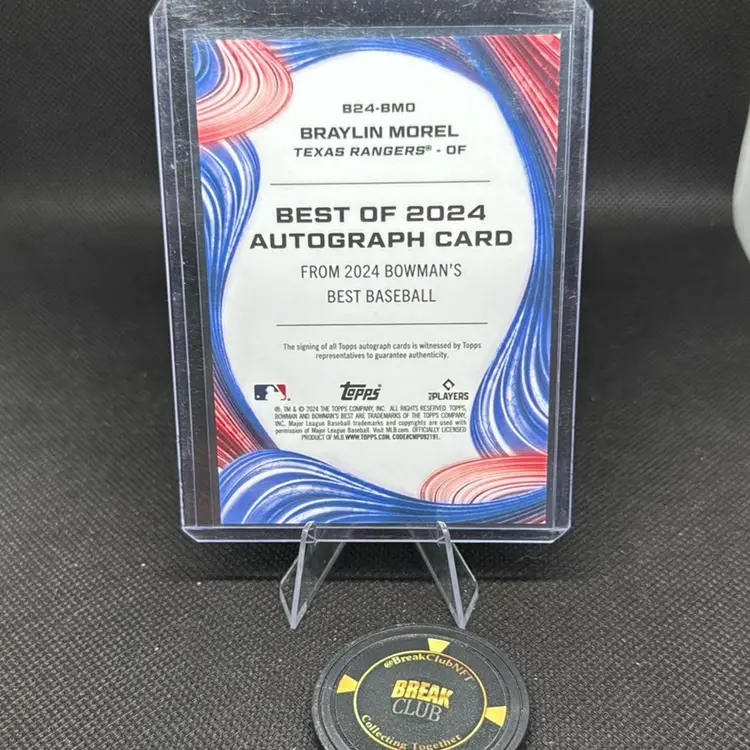 B24-BMO
BRAYLIN MOREL
TEXAS RANGERS® - OF
BEST OF 2024
AUTOGRAPH CARD
FROM 2024 BOWMAN'S
BEST BASEBALL
The signing of all Topps autograph cards is witnessed by Topps
representatives to guarantee authenticity.
Topps
PLAYERS
®, TM & © 2024 THE TOPPS COMPANY, INC. ALL RIGHTS RESERVED. TOPPS,
BOWMAN AND BOWMAN'S BEST ARE TRADEMARKS OF THE TOPPS COMPANY,
INC. Major League Baseball trademarks and copyrights are used with
permission of Major League Baseball. Visit MLB.com. OFFICIALLY LICENSED
PRODUCT OF MLB. WWW.TOPPS.COM. CODE#CMP092191.
@BreakClubNFT
BREAK
CLUB
Collecting Together